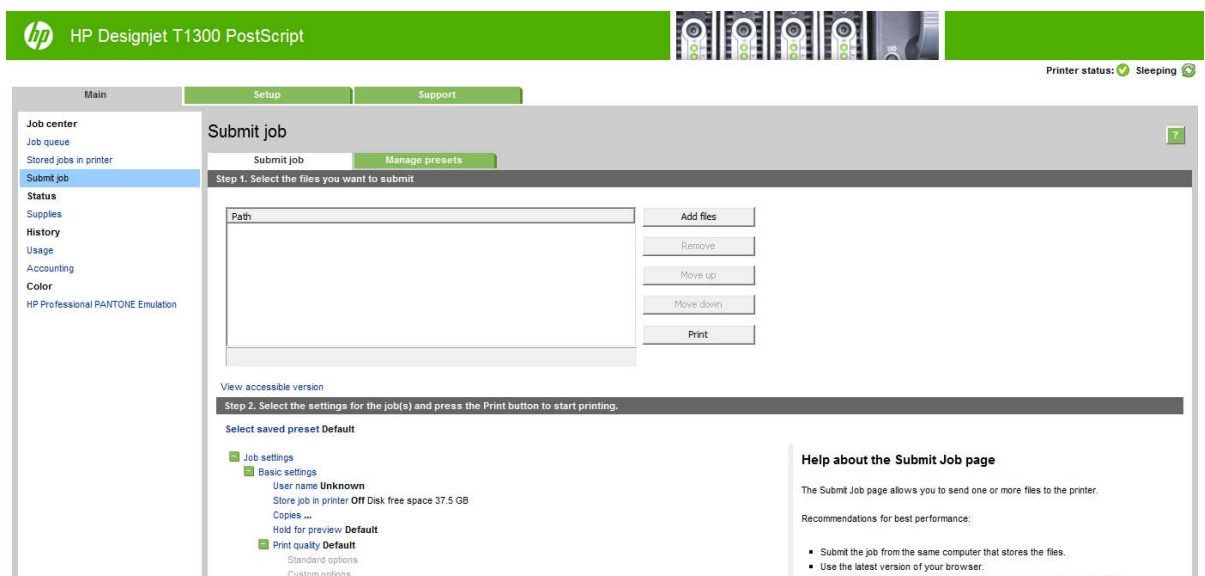 hp HP Designjet T1300 PostScript
UID
Printer status: Sleeping
Main Setup Support
Job center
Job queue
Stored jobs in printer
Submit job
Status
Supplies
History
Usage
Accounting
Color
HP Professional PANTONE Emulation
Submit job
?
Submit job Manage presets
Step 1. Select the files you want to submit
Path
Add files
Remove
Move up
Move down
Print
View accessible version
Step 2. Select the settings for the job(s) and press the Print button to start printing.
Select saved preset Default
Job settings
Basic settings
User name Unknown
Store job in printer Off Disk free space 37.5 GB
Copies ...
Hold for preview Default
Print quality Default
Standard options
Custom options
Help about the Submit Job page
The Submit Job page allows you to send one or more files to the printer.
Recommendations for best performance:
Submit the job from the same computer that stores the files.
Use the latest version of your browser.